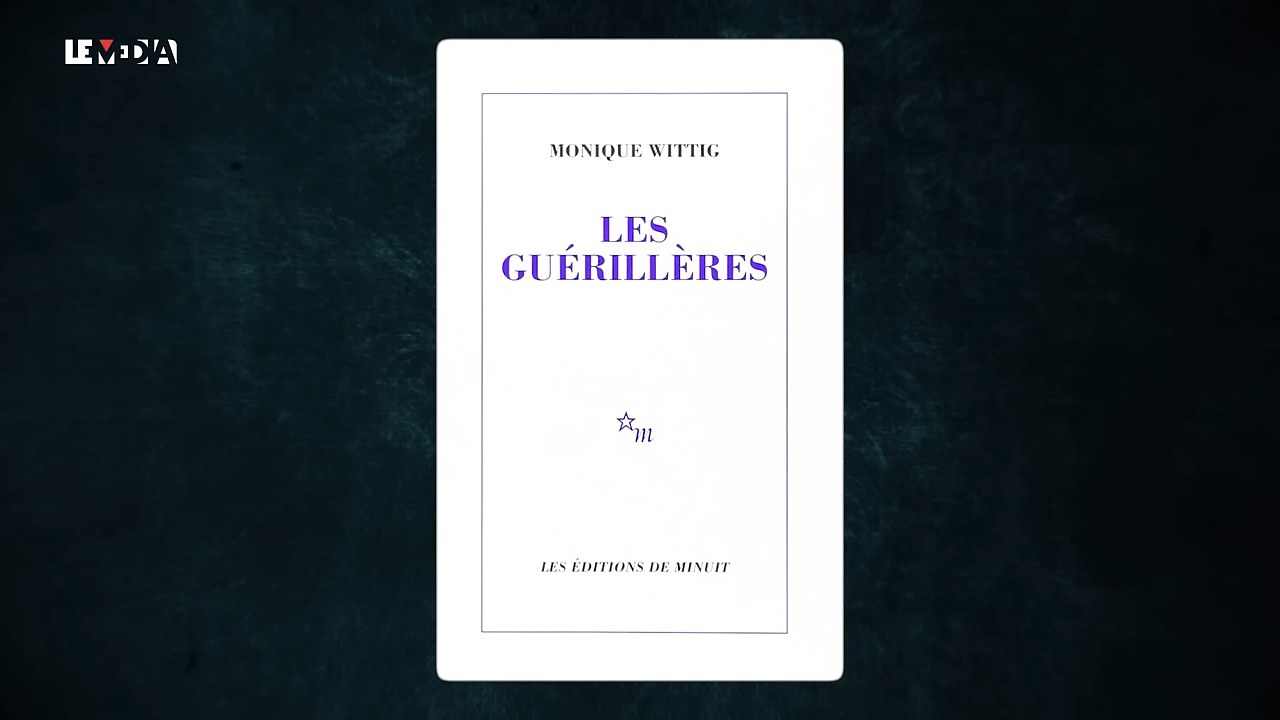 LE MEDIA
MONIQUE WITTIG
LES
GUÉRILLÈRES
m
LES ÉDITIONS DE MINUIT